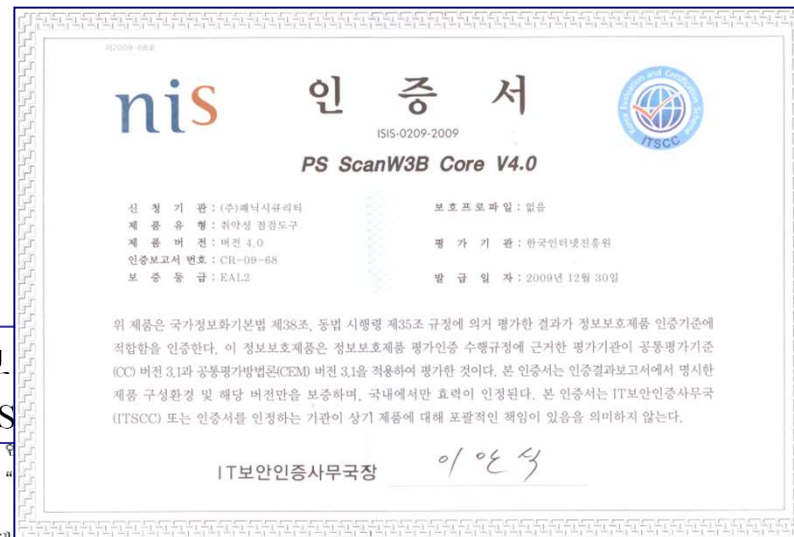 제2009-68호
nis
인 증 서
ISIS-0209-2009
PS ScanW3B Core V4.0
Korea Evaluation and Certification Scheme
ITSCC
신 청 기 관 : (주)패닉시큐리티
보호프로파일 : 없음
제 품 유 형 : 취약성 점검도구
제 품 버 전 : 버전 4.0
평 가 기 관 : 한국인터넷진흥원
인증보고서 번호 : CR-09-68
보 증 등 급 : EAL2
발 급 일 자 : 2009년 12월 30일
위 제품은 국가정보화기본법 제38조, 동법 시행령 제35조 규정에 의거 평가한 결과가 정보보호제품 인증기준에
적합함을 인증한다. 이 정보보호제품은 정보보호제품 평가인증 수행규정에 근거한 평가기관이 공통평가기준
(CC) 버전 3.1과 공통평가방법론(CEM) 버전 3.1을 적용하여 평가한 것이다. 본 인증서는 인증결과보고서에서 명시한
제품 구성환경 및 해당 버전만을 보증하며, 국내에서만 효력이 인정된다. 본 인증서는 IT보안인증사무국
(ITSCC) 또는 인증서를 인정하는 기관이 상기 제품에 대해 포괄적인 책임이 있음을 의미하지 않는다.
IT보안인증사무국장
이안석